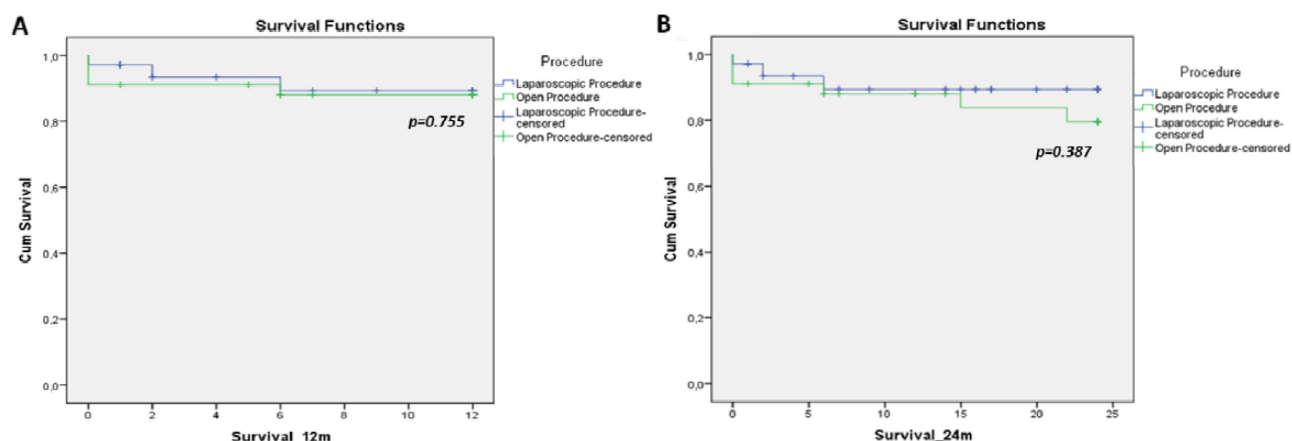 A
Survival Functions
1,0
0,8
0,6
0,4
0,2
0,0
Cum Survival
0 2 4 6 8 10 12
Survival_12m
p=0.755
Procedure
Laparoscopic Procedure
Open Procedure
Laparoscopic Procedure-
censored
Open Procedure-censored
B
Survival Functions
1,0
0,8
0,6
0,4
0,2
0,0
Cum Survival
0 5 10 15 20 25
Survival_24m
p=0.387
Procedure
Laparoscopic Procedure
Open Procedure
Laparoscopic Procedure-
censored
Open Procedure-censored